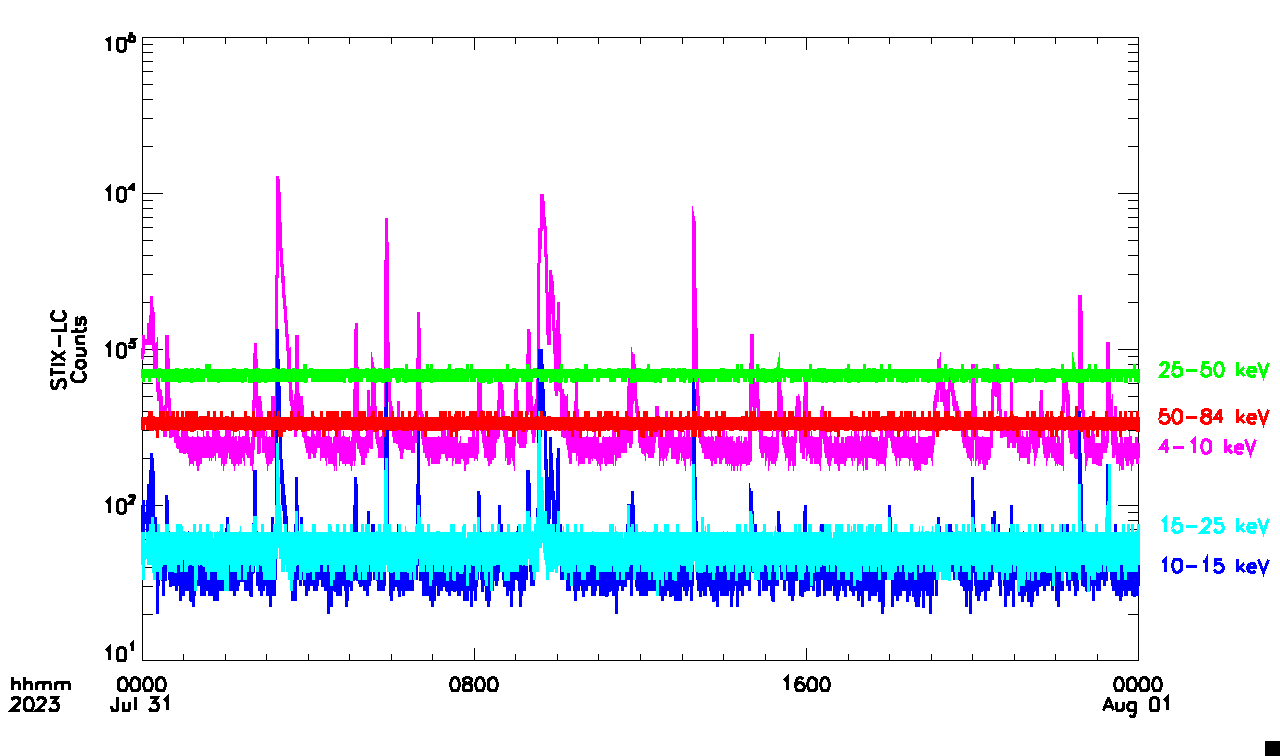 10⁵
10⁴
10³
10²
10¹
STIX-LC
Counts
25-50 keV
50-84 keV
4-10 keV
15-25 keV
10-15 keV
hhmm 0000 0800 1600 0000
2023 Jul 31 Aug 01